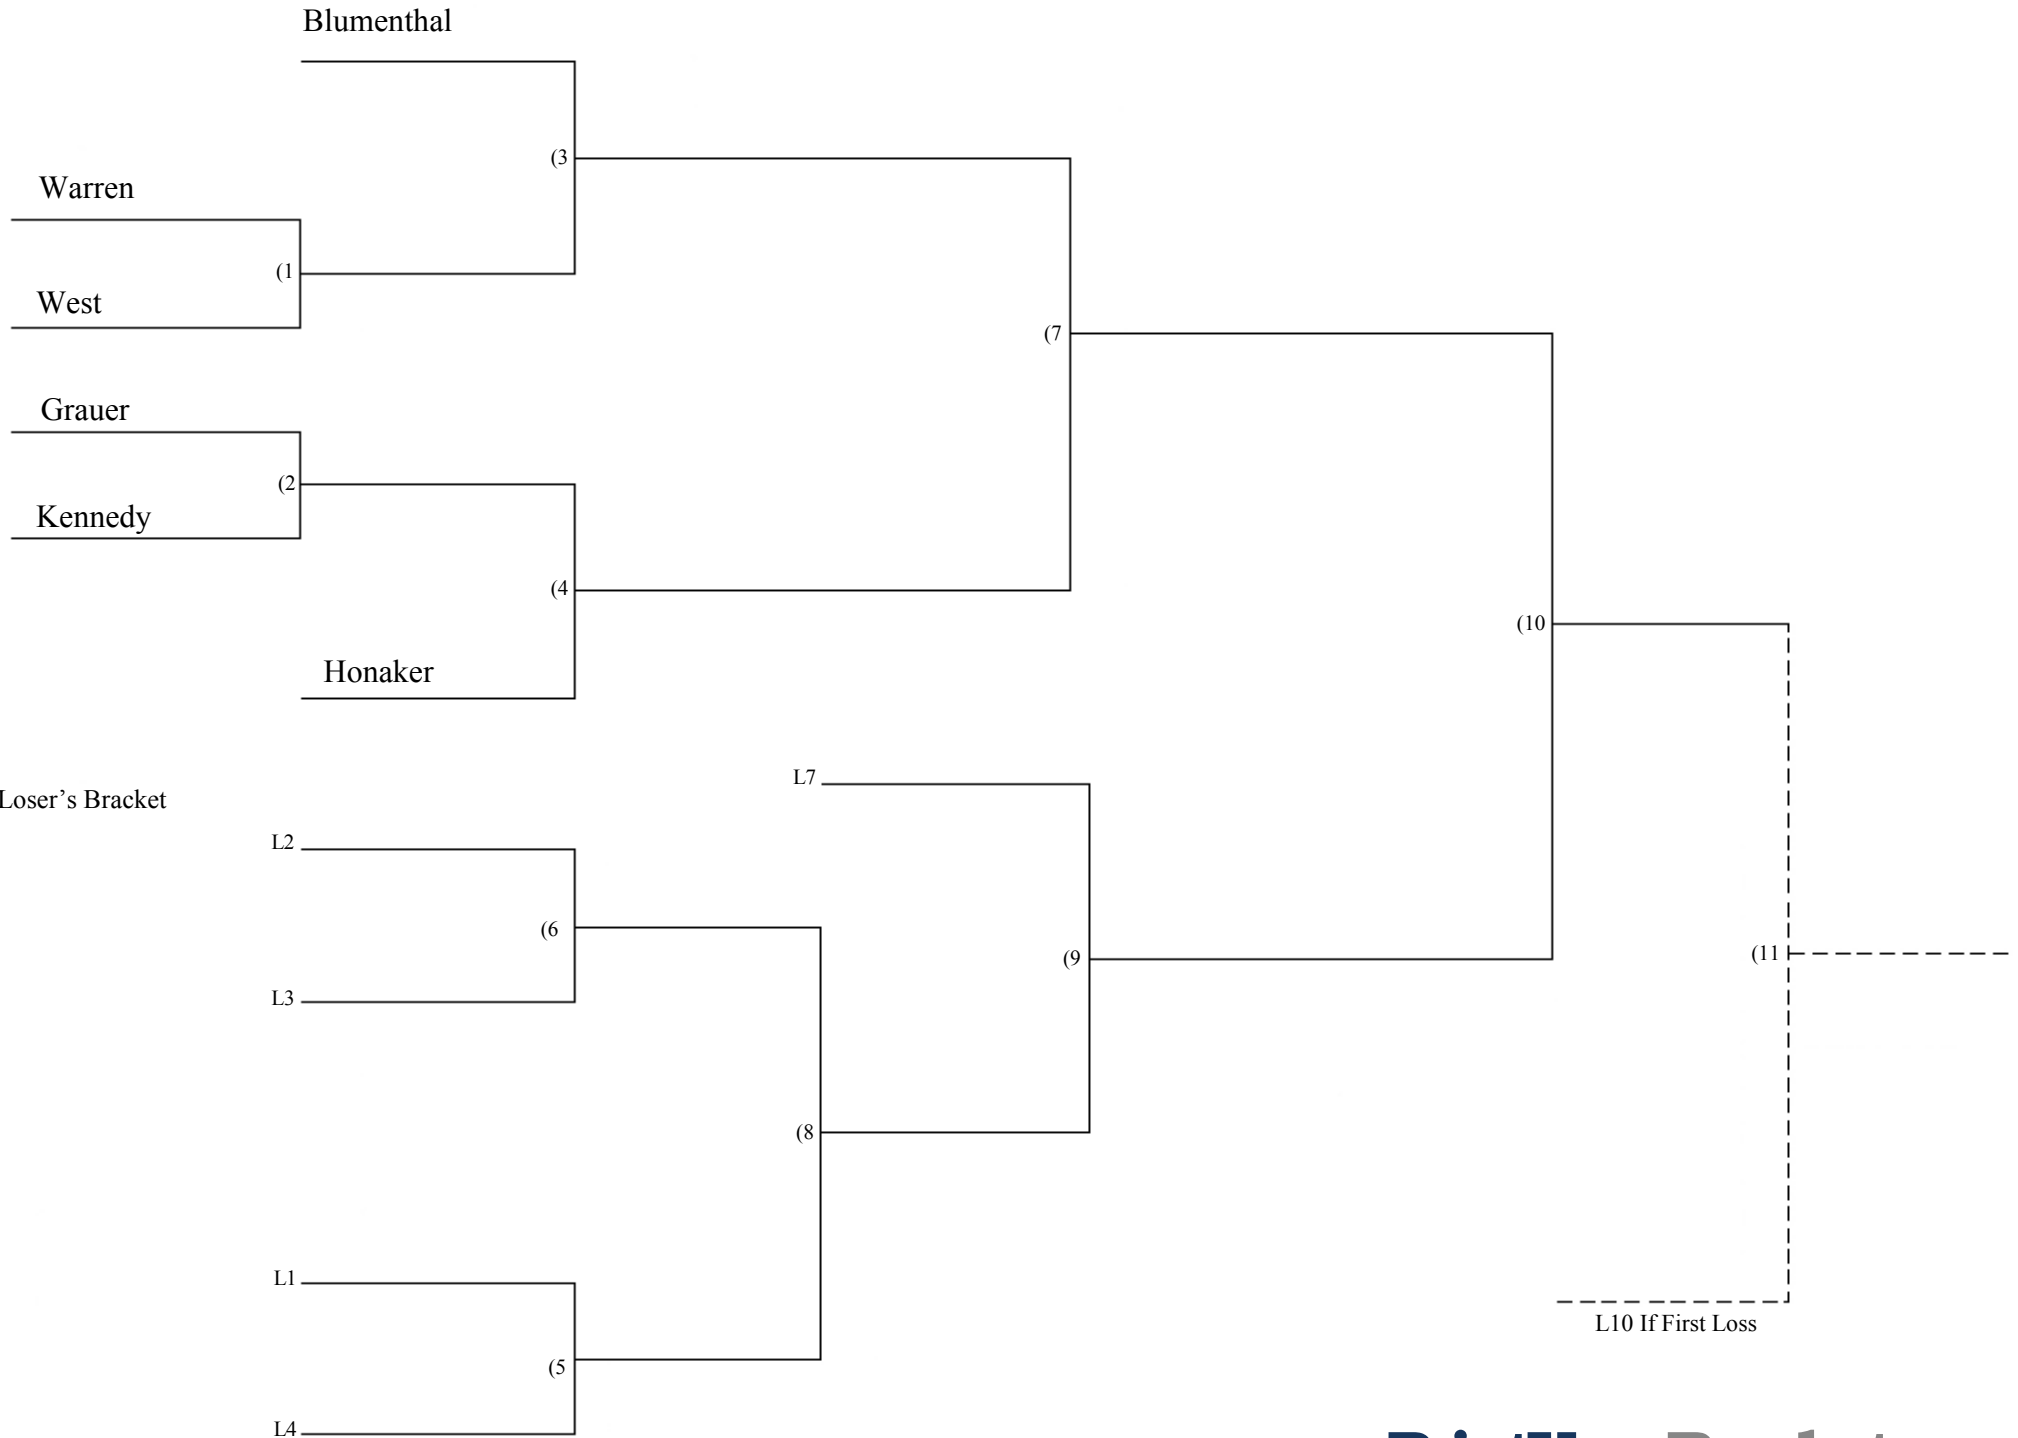 Blumenthal
(3
Warren
(1
West
(7
Grauer
(2
Kennedy
(4
(10
Honaker
L7
Loser’s Bracket
L2
(6
L3
(9
(11
(8
L1
L10 If First Loss
(5
L4